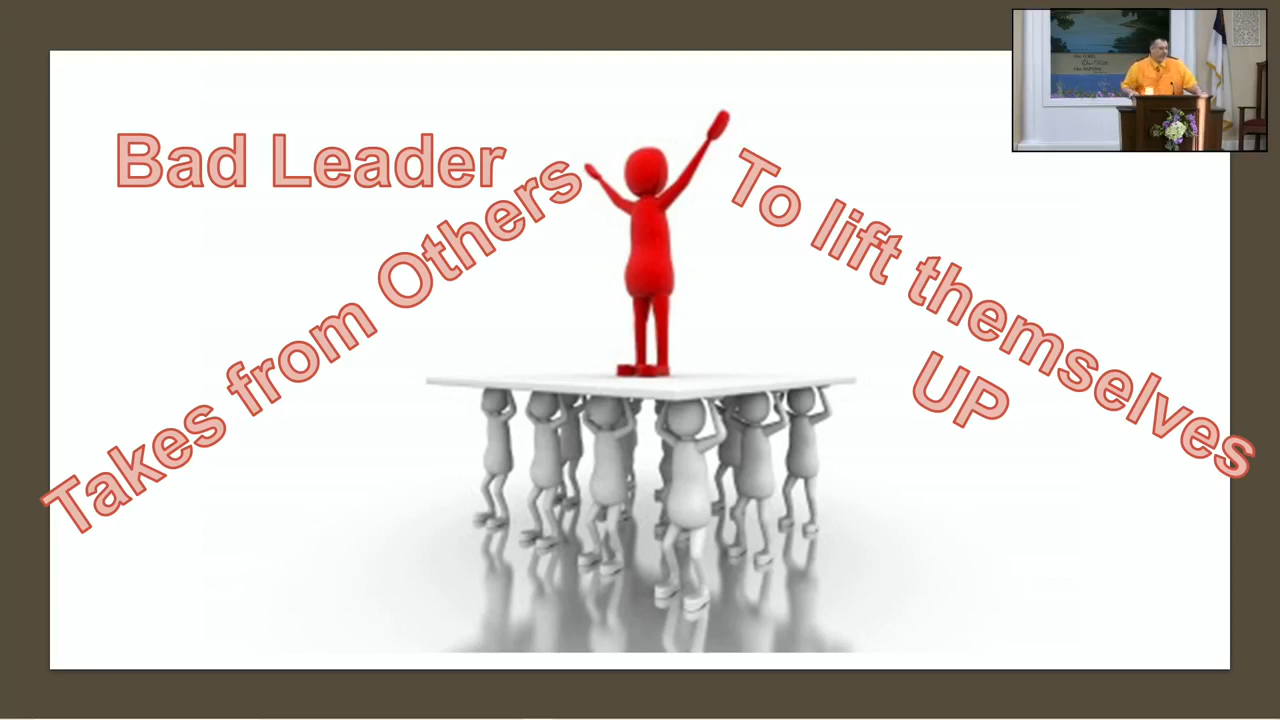 Bad Leader
Takes from Others
To lift themselves
UP